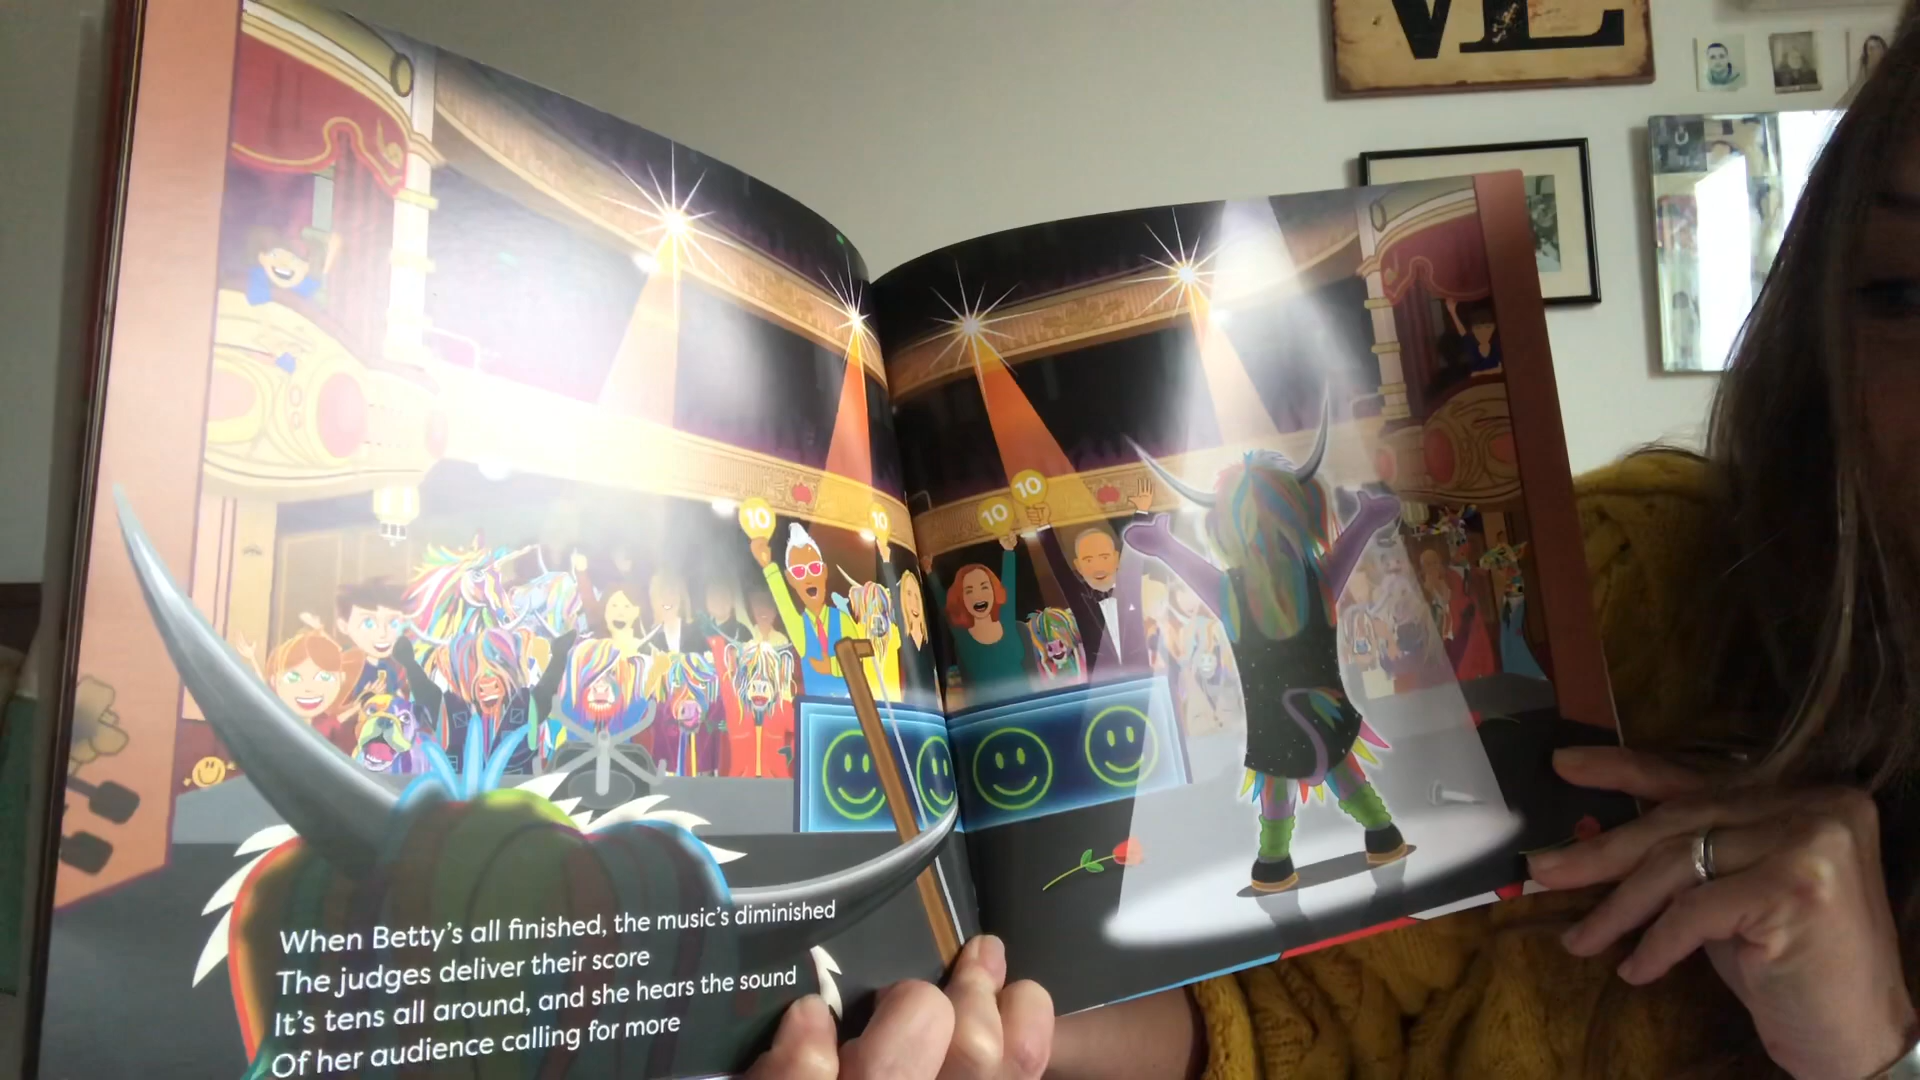 VE
10
10
10
10
When Betty's all finished, the music's diminished
The judges deliver their score
It's tens all around, and she hears the sound
Of her audience calling for more